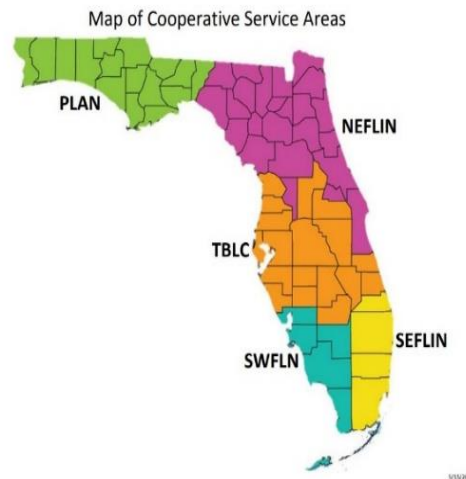 Map of Cooperative Service Areas
PLAN
NEFLIN
TBLC
SEFLIN
SWFLN